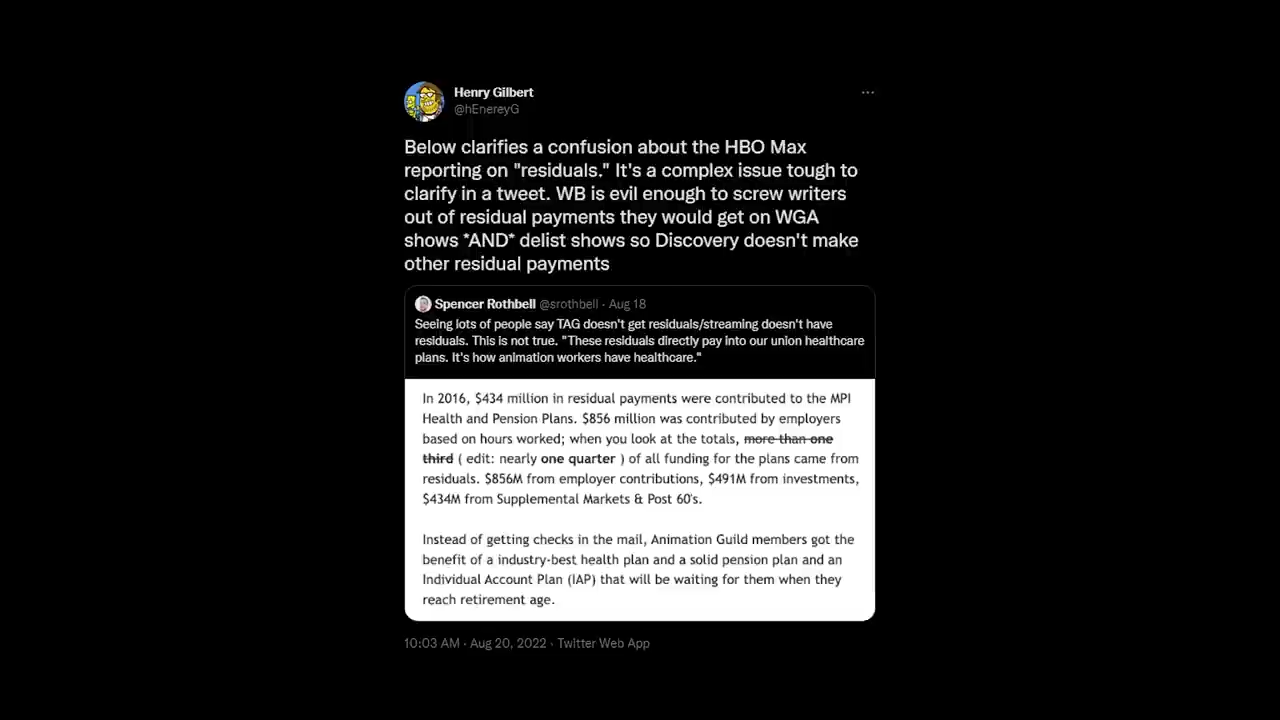 Henry Gilbert
@hEnereyG
Below clarifies a confusion about the HBO Max
reporting on "residuals." It's a complex issue tough to
clarify in a tweet. WB is evil enough to screw writers
out of residual payments they would get on WGA
shows *AND* delist shows so Discovery doesn't make
other residual payments
Spencer Rothbell @srothbell · Aug 18
Seeing lots of people say TAG doesn't get residuals/streaming doesn't have
residuals. This is not true. "These residuals directly pay into our union healthcare
plans. It's how animation workers have healthcare."
In 2016, $434 million in residual payments were contributed to the MPI
Health and Pension Plans. $856 million was contributed by employers
based on hours worked; when you look at the totals, more than one
third ( edit: nearly one quarter ) of all funding for the plans came from
residuals. $856M from employer contributions, $491M from investments,
$434M from Supplemental Markets & Post 60's.
Instead of getting checks in the mail, Animation Guild members got the
benefit of a industry-best health plan and a solid pension plan and an
Individual Account Plan (IAP) that will be waiting for them when they
reach retirement age.
10:03 AM · Aug 20, 2022 · Twitter Web App